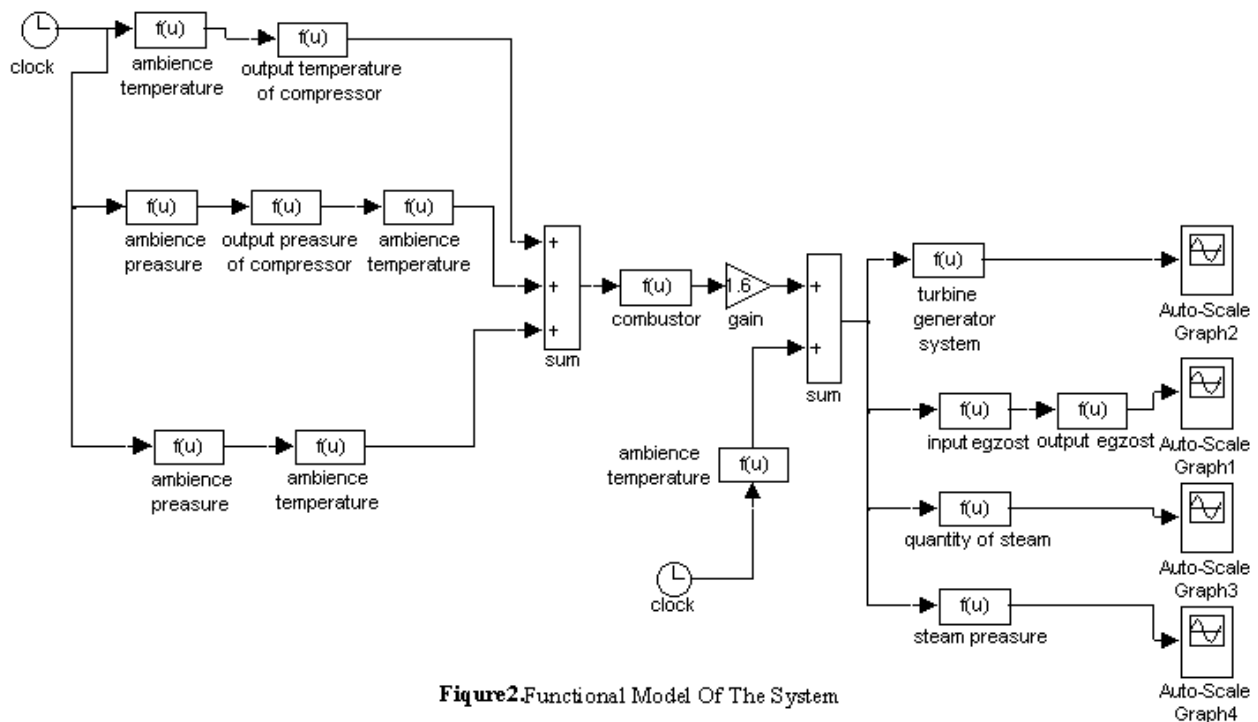 clock
f(u)
ambience
temperature
f(u)
output temperature
of compressor
f(u)
ambience
preasure
f(u)
output preasure
of compressor
f(u)
ambience
temperature
f(u)
ambience
preasure
f(u)
ambience
temperature
+
+
+
sum
f(u)
combustor
1.6
gain
+
+
sum
ambience
temperature
f(u)
clock
f(u)
turbine
generator
system
Auto-Scale
Graph2
f(u)
input egzost
f(u)
output egzost
Auto-Scale
Graph1
f(u)
quantity of steam
Auto-Scale
Graph3
f(u)
steam preasure
Auto-Scale
Graph4
Fiqure2.Functional Model Of The System